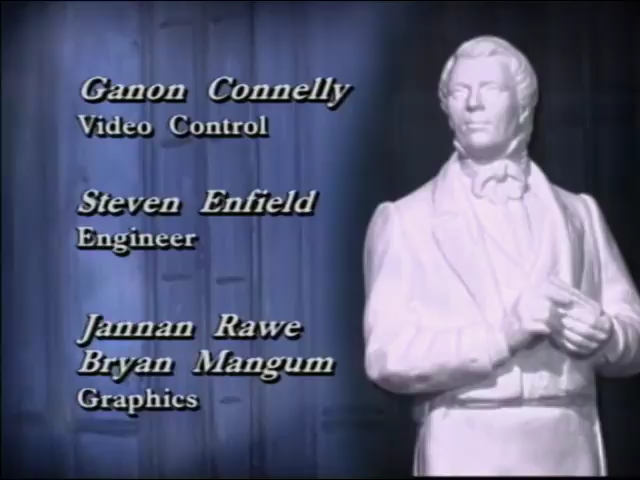 Ganon Connelly
Video Control
Steven Enfield
Engineer
Jannan Rawe
Bryan Mangum
Graphics